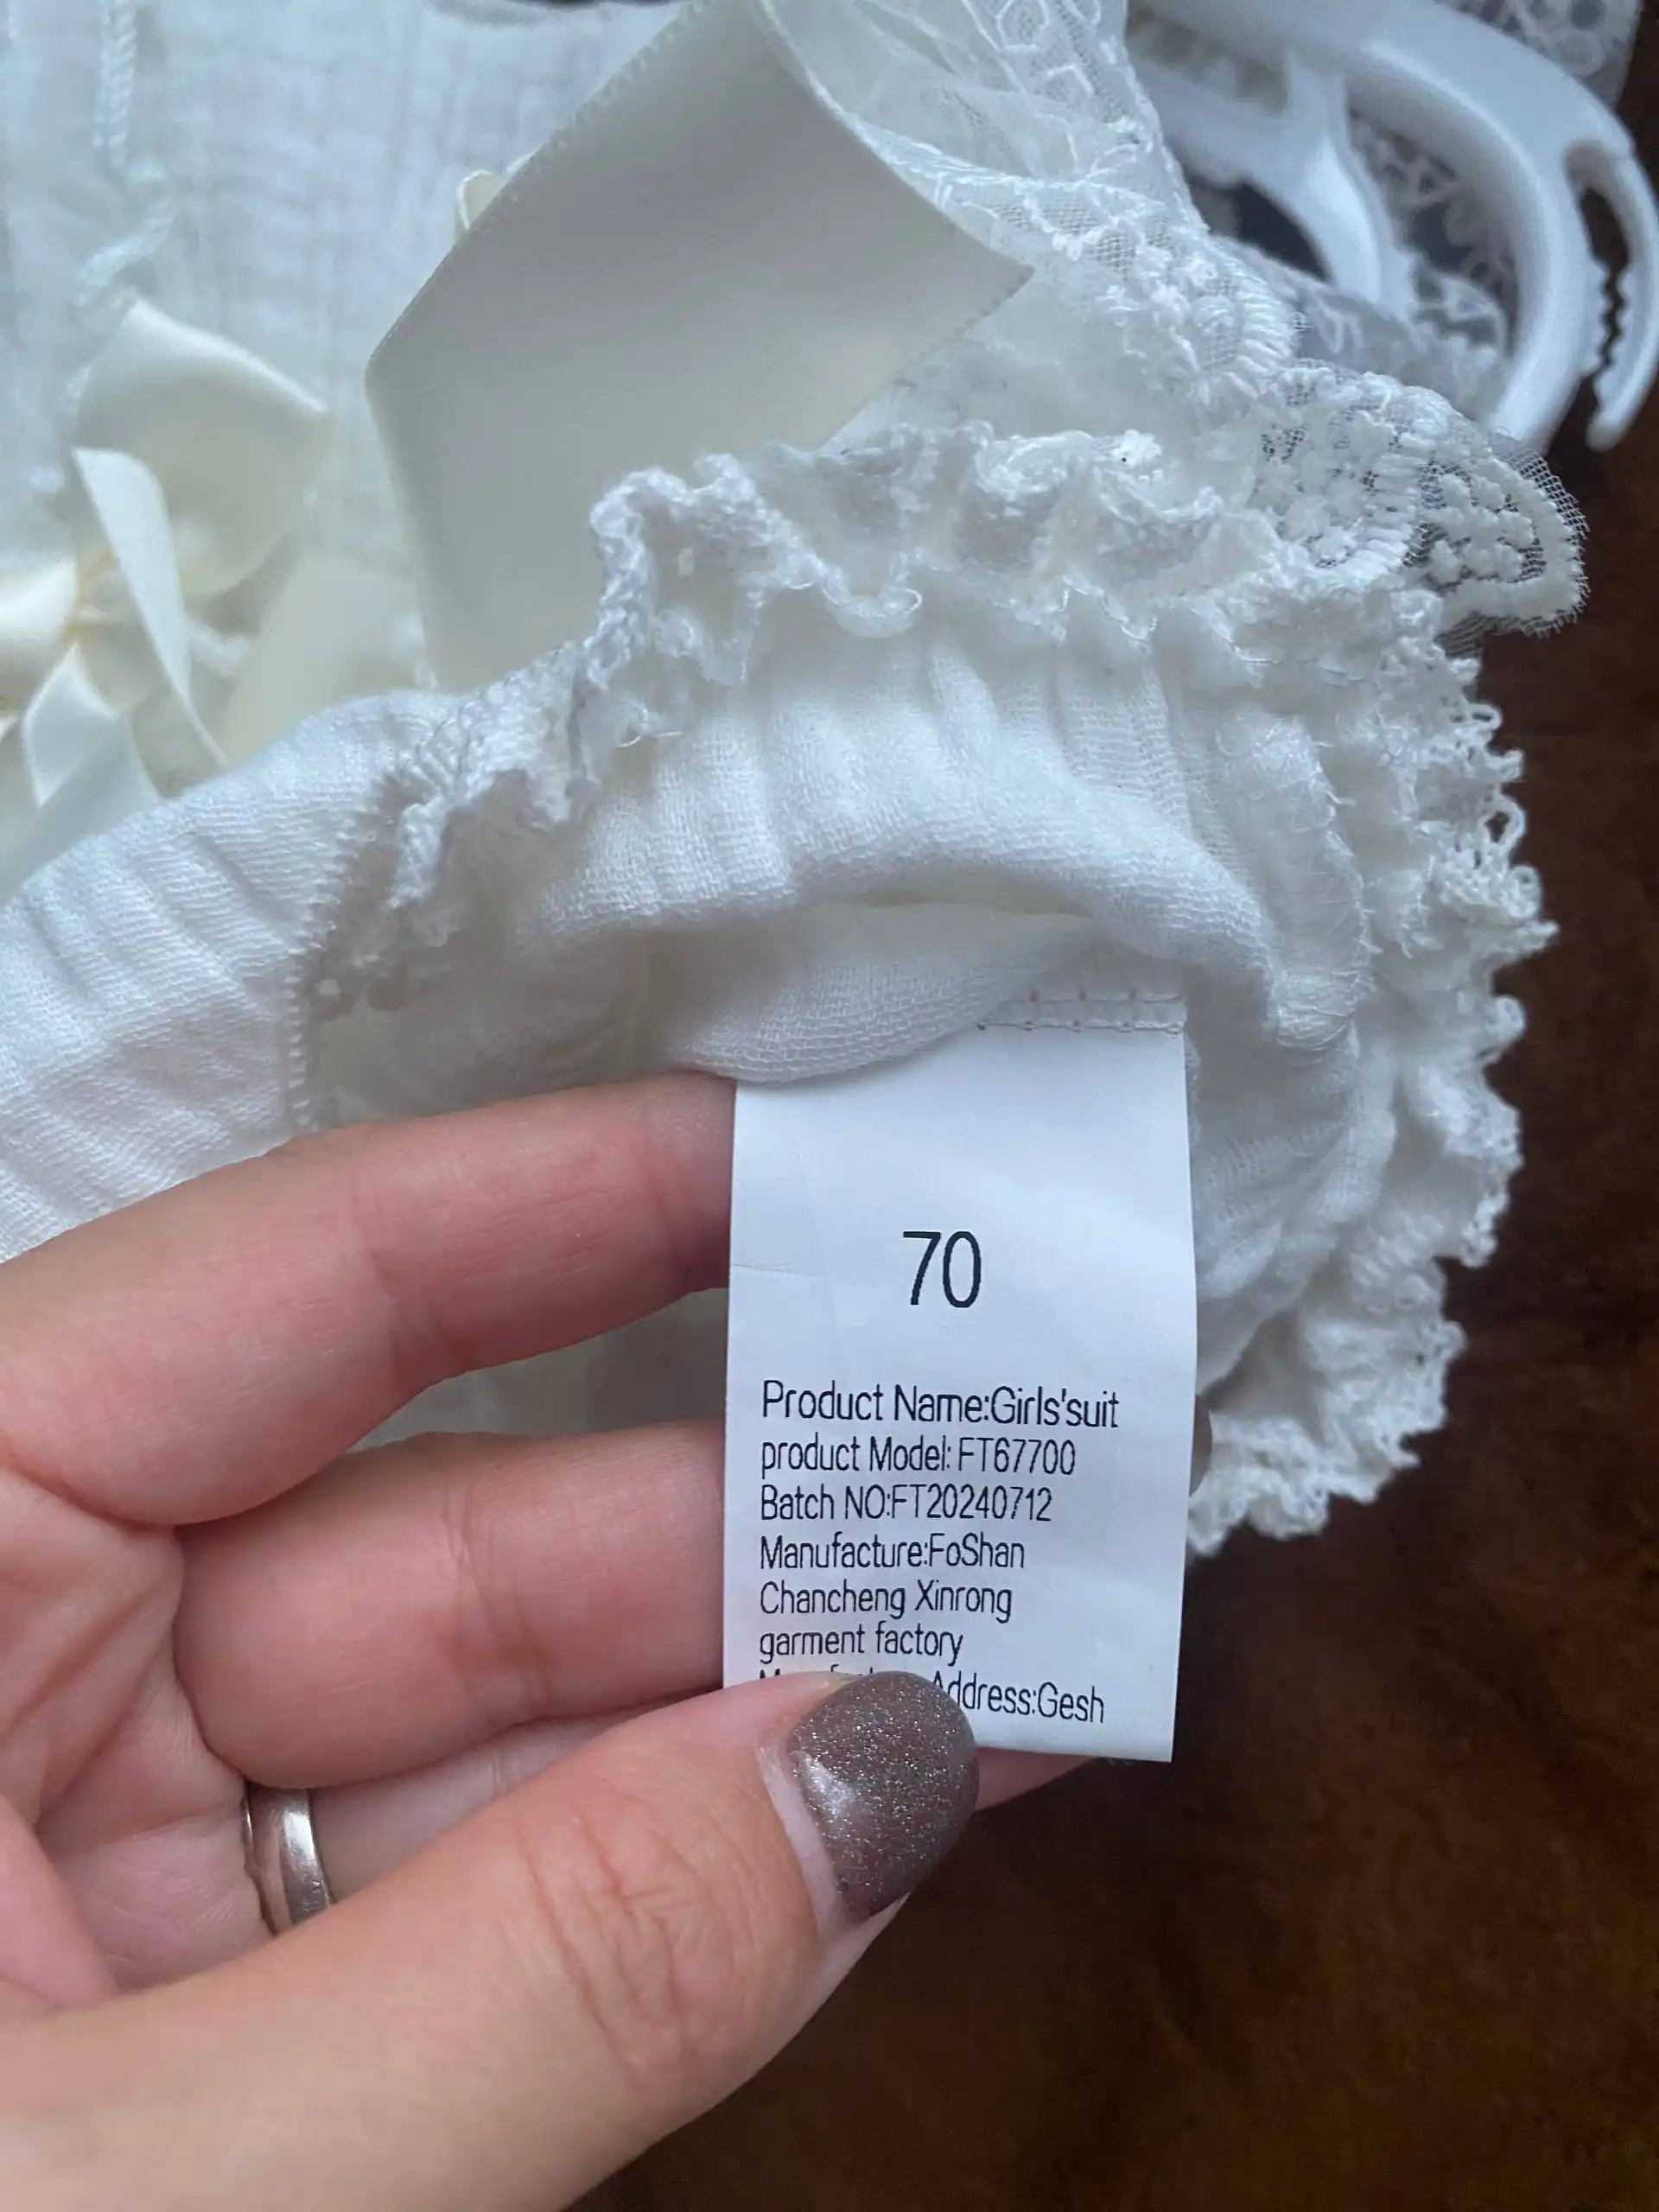 70
Product Name:Girls'suit
product Model: FT67700
Batch NO:FT20240712
Manufacture:FoShan
Chancheng Xinrong
garment factory
Address:Gesh